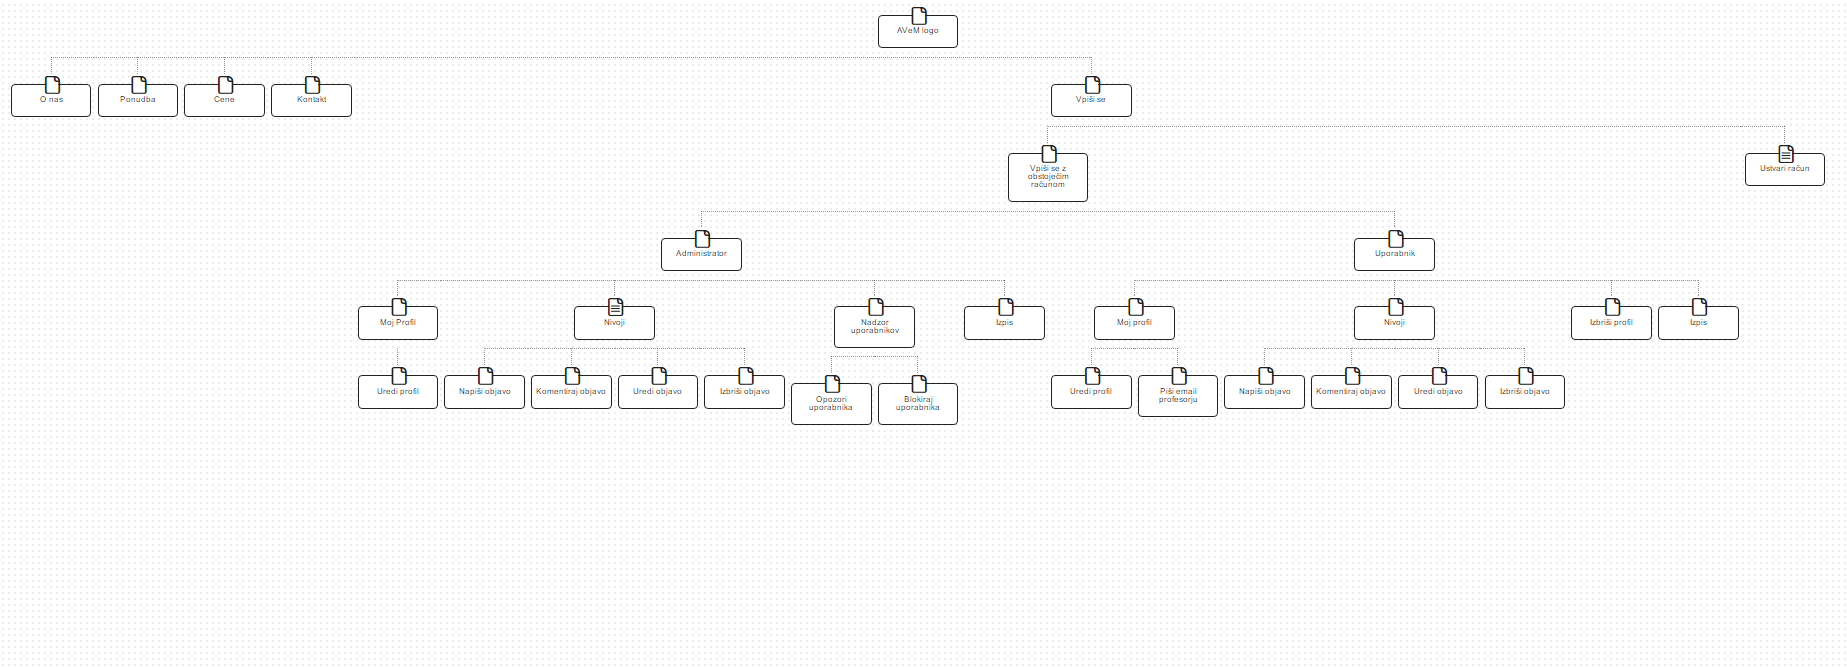 AVeM logo
O nas
Ponudba
Cene
Kontakt
Vpiši se
Vpiši se z
obstoječim
računom
Ustvari račun
Administrator
Uporabnik
Moj Profil
Nivoji
Nadzor
uporabnikov
Izpis
Moj profil
Nivoji
Izbriši profil
Izpis
Uredi profil
Napiši objavo
Komentiraj objavo
Uredi objavo
Izbriši objavo
Opozori
uporabnika
Blokiraj
uporabnika
Uredi profil
Piši email
profesorju
Napiši objavo
Komentiraj objavo
Uredi objavo
Izbriši objavo